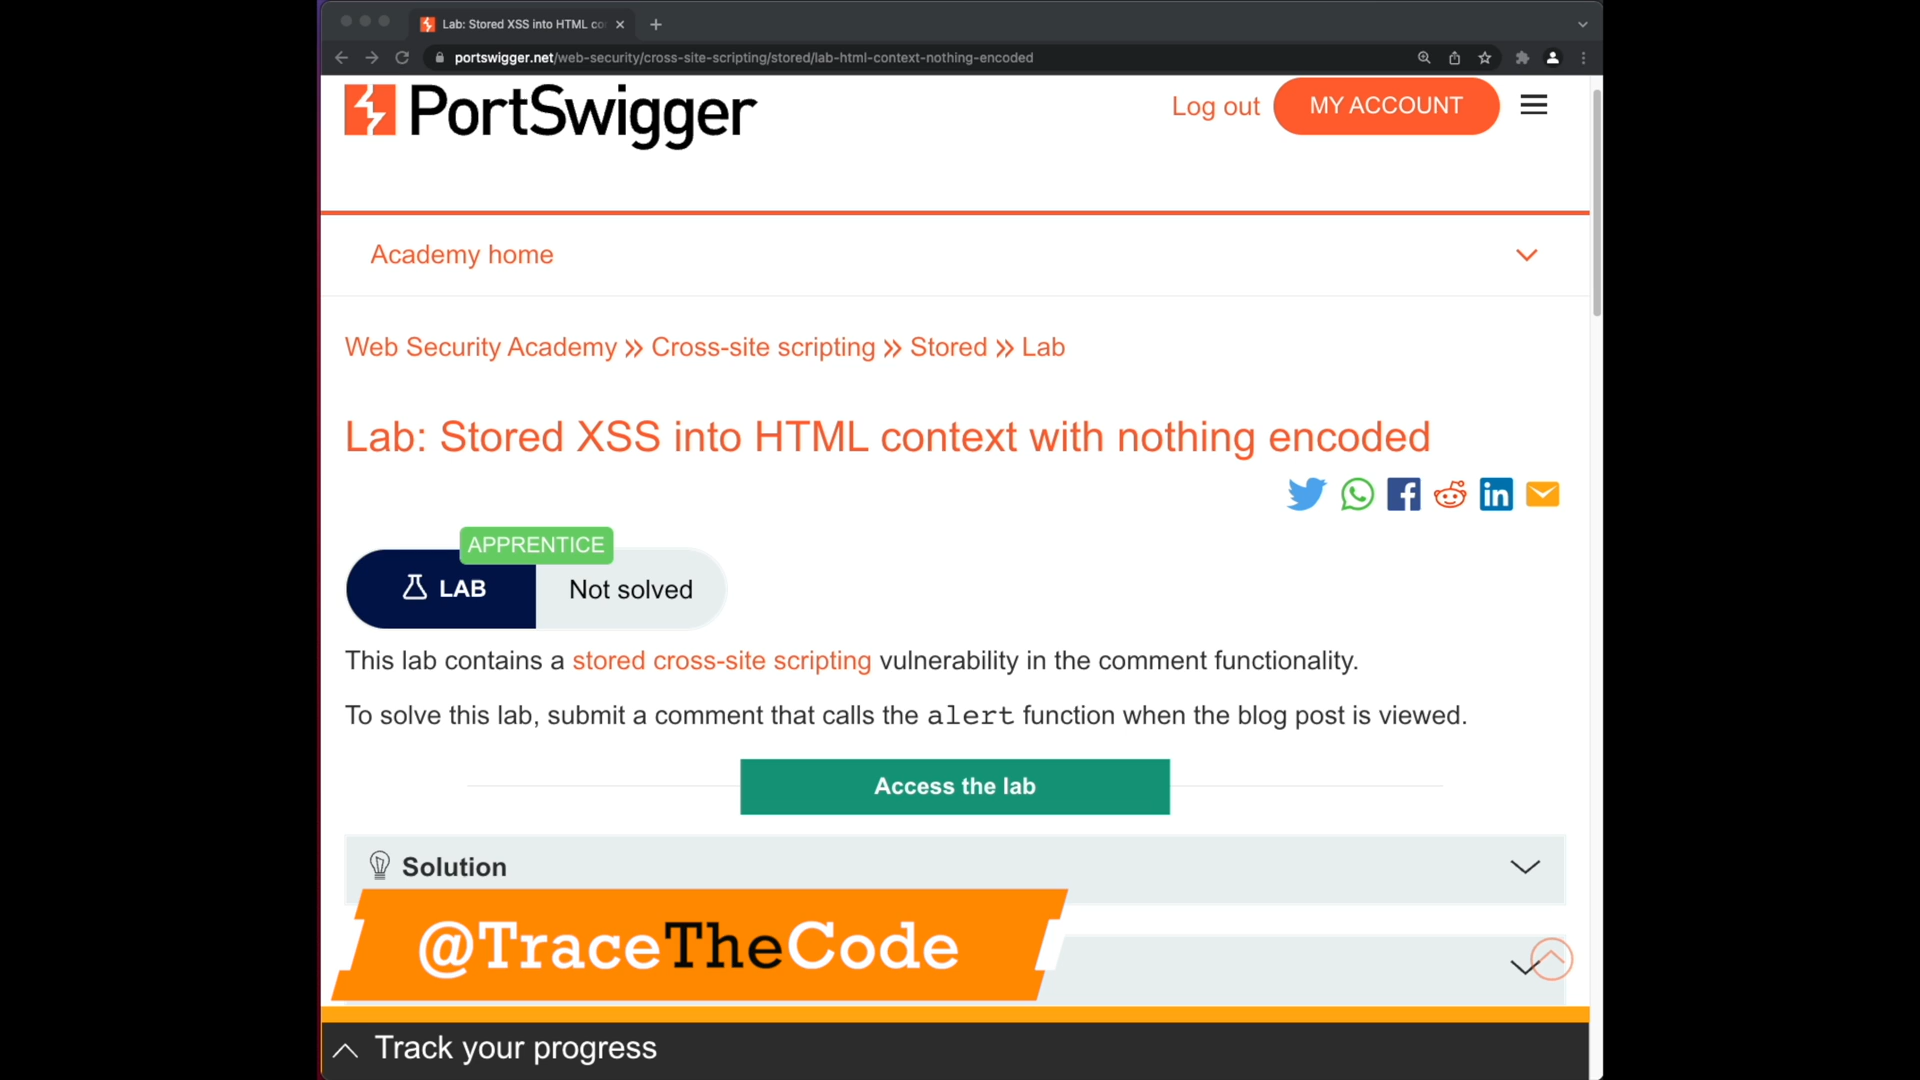 Lab: Stored XSS into HTML co
portswigger.net/web-security/cross-site-scripting/stored/lab-html-context-nothing-encoded
PortSwigger
Log out
MY ACCOUNT
Academy home
Web Security Academy » Cross-site scripting » Stored » Lab
Lab: Stored XSS into HTML context with nothing encoded
APPRENTICE
LAB
Not solved
This lab contains a stored cross-site scripting vulnerability in the comment functionality.
To solve this lab, submit a comment that calls the alert function when the blog post is viewed.
Access the lab
Solution
@TraceTheCode
Track your progress